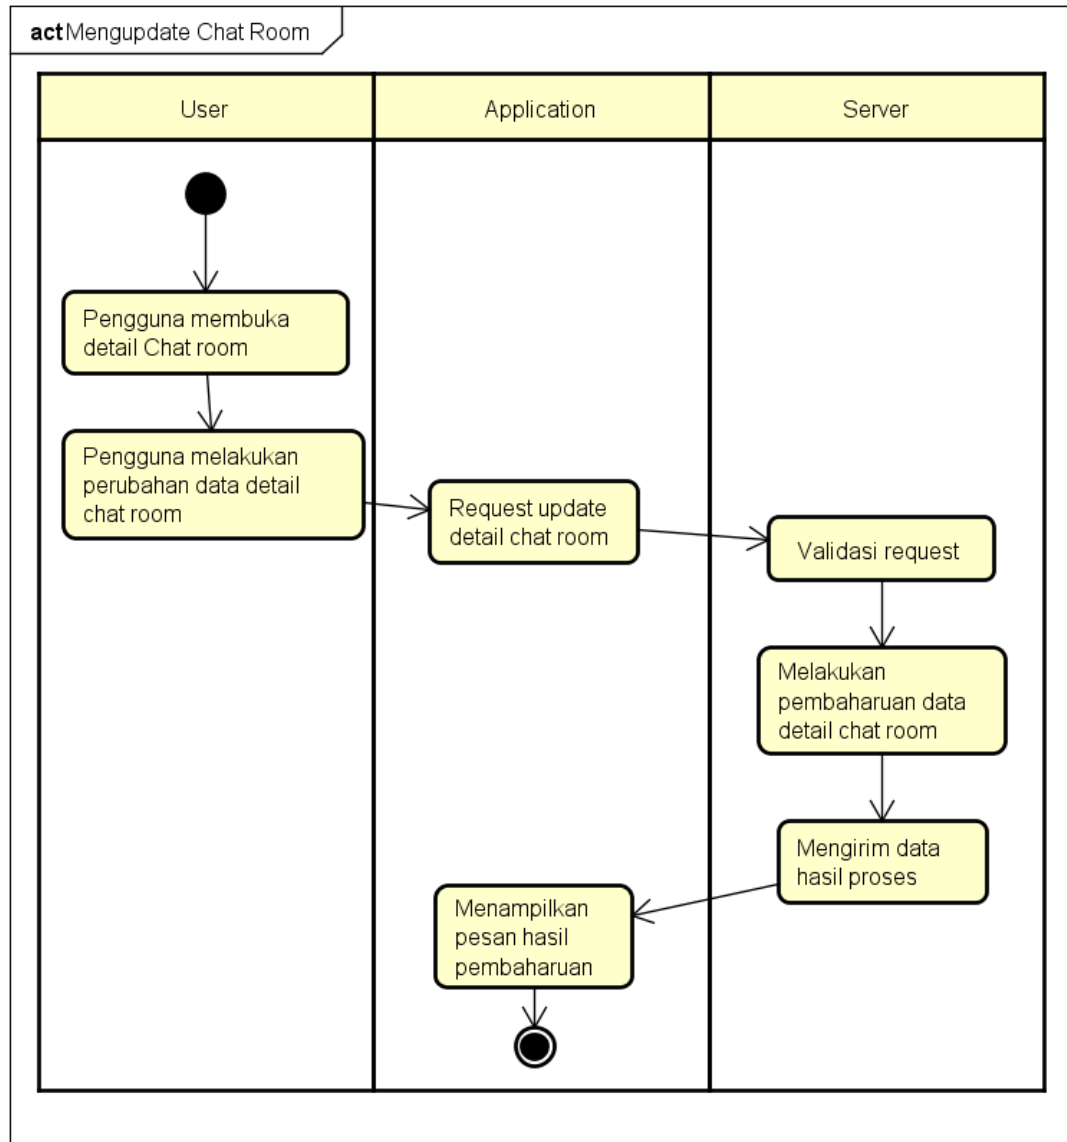 act Mengupdate Chat Room
User
Application
Server
Pengguna membuka
detail Chat room
Pengguna melakukan
perubahan data detail
chat room
Request update
detail chat room
Validasi request
Melakukan
pembaharuan data
detail chat room
Mengirim data
hasil proses
Menampilkan
pesan hasil
pembaharuan